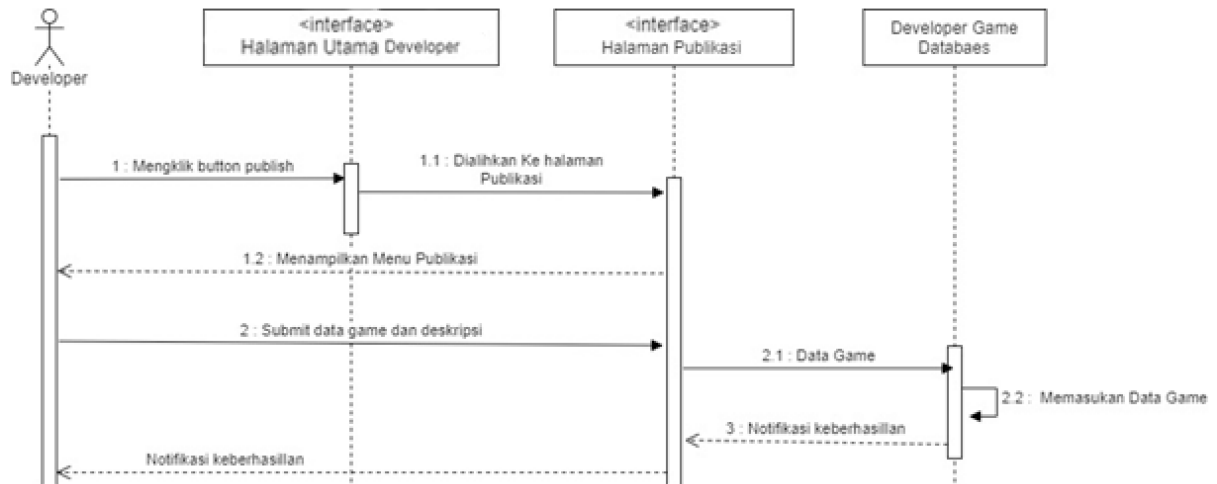 <interface>
Halaman Utama Developer
<interface>
Halaman Publikasi
Developer Game
Databaes
Developer
1 : Mengklik button publish
1.1 : Dialihkan Ke halaman
Publikasi
1.2 : Menampilkan Menu Publikasi
2 : Submit data game dan deskripsi
2.1 : Data Game
2.2 : Memasukan Data Game
3 : Notifikasi keberhasillan
Notifikasi keberhasillan